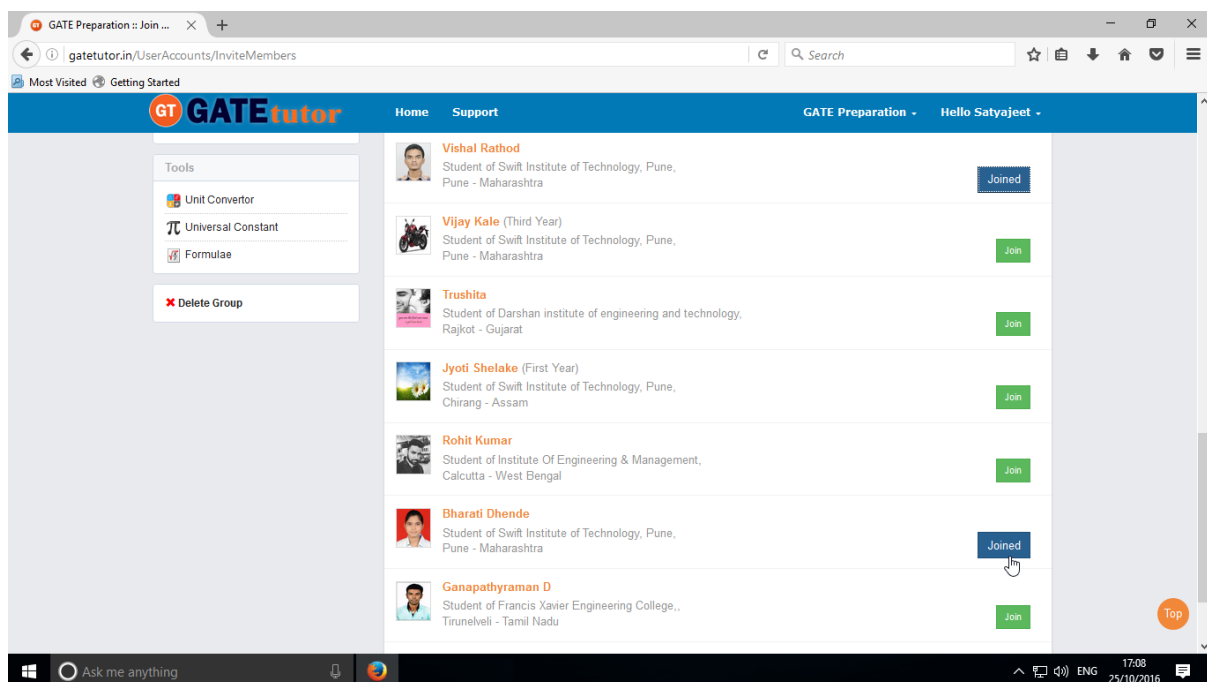 GATE Preparation :: Join ...
gatetutor.in/UserAccounts/InviteMembers
Search
Most Visited
Getting Started
GT GATEtutor
Home
Support
GATE Preparation
Hello Satyajeet
Tools
Unit Convertor
Universal Constant
Formulae
Delete Group
Vishal Rathod
Student of Swift Institute of Technology, Pune,
Pune - Maharashtra
Joined
Vijay Kale (Third Year)
Student of Swift Institute of Technology, Pune,
Pune - Maharashtra
Join
Trushita
Student of Darshan institute of engineering and technology,
Rajkot - Gujarat
Join
Jyoti Shelake (First Year)
Student of Swift Institute of Technology, Pune,
Chirang - Assam
Join
Rohit Kumar
Student of Institute Of Engineering & Management,
Calcutta - West Bengal
Join
Bharati Dhende
Student of Swift Institute of Technology, Pune,
Pune - Maharashtra
Joined
Ganapathyraman D
Student of Francis Xavier Engineering College,,
Tirunelveli - Tamil Nadu
Join
Top
Ask me anything
ENG
17:08
25/10/2016